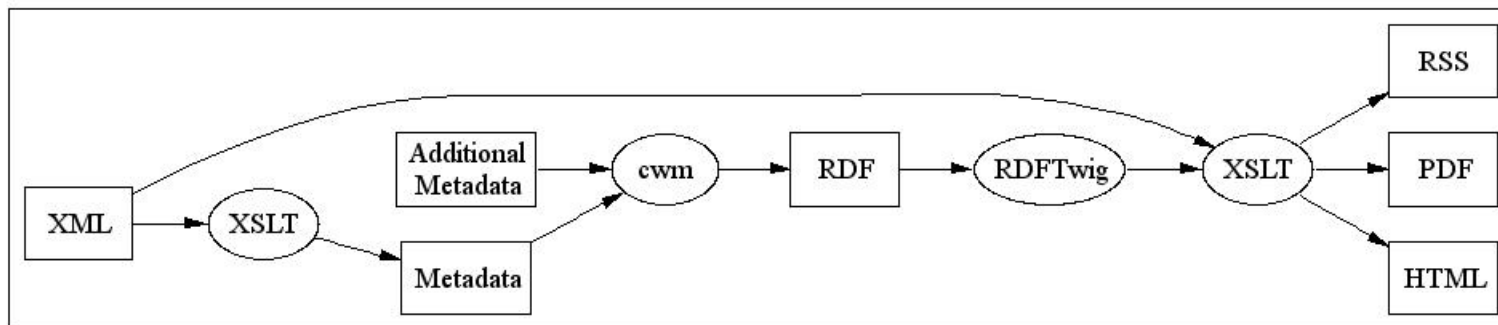 XML
XSLT
Additional
Metadata
Metadata
cwm
RDF
RDFTwig
XSLT
RSS
PDF
HTML